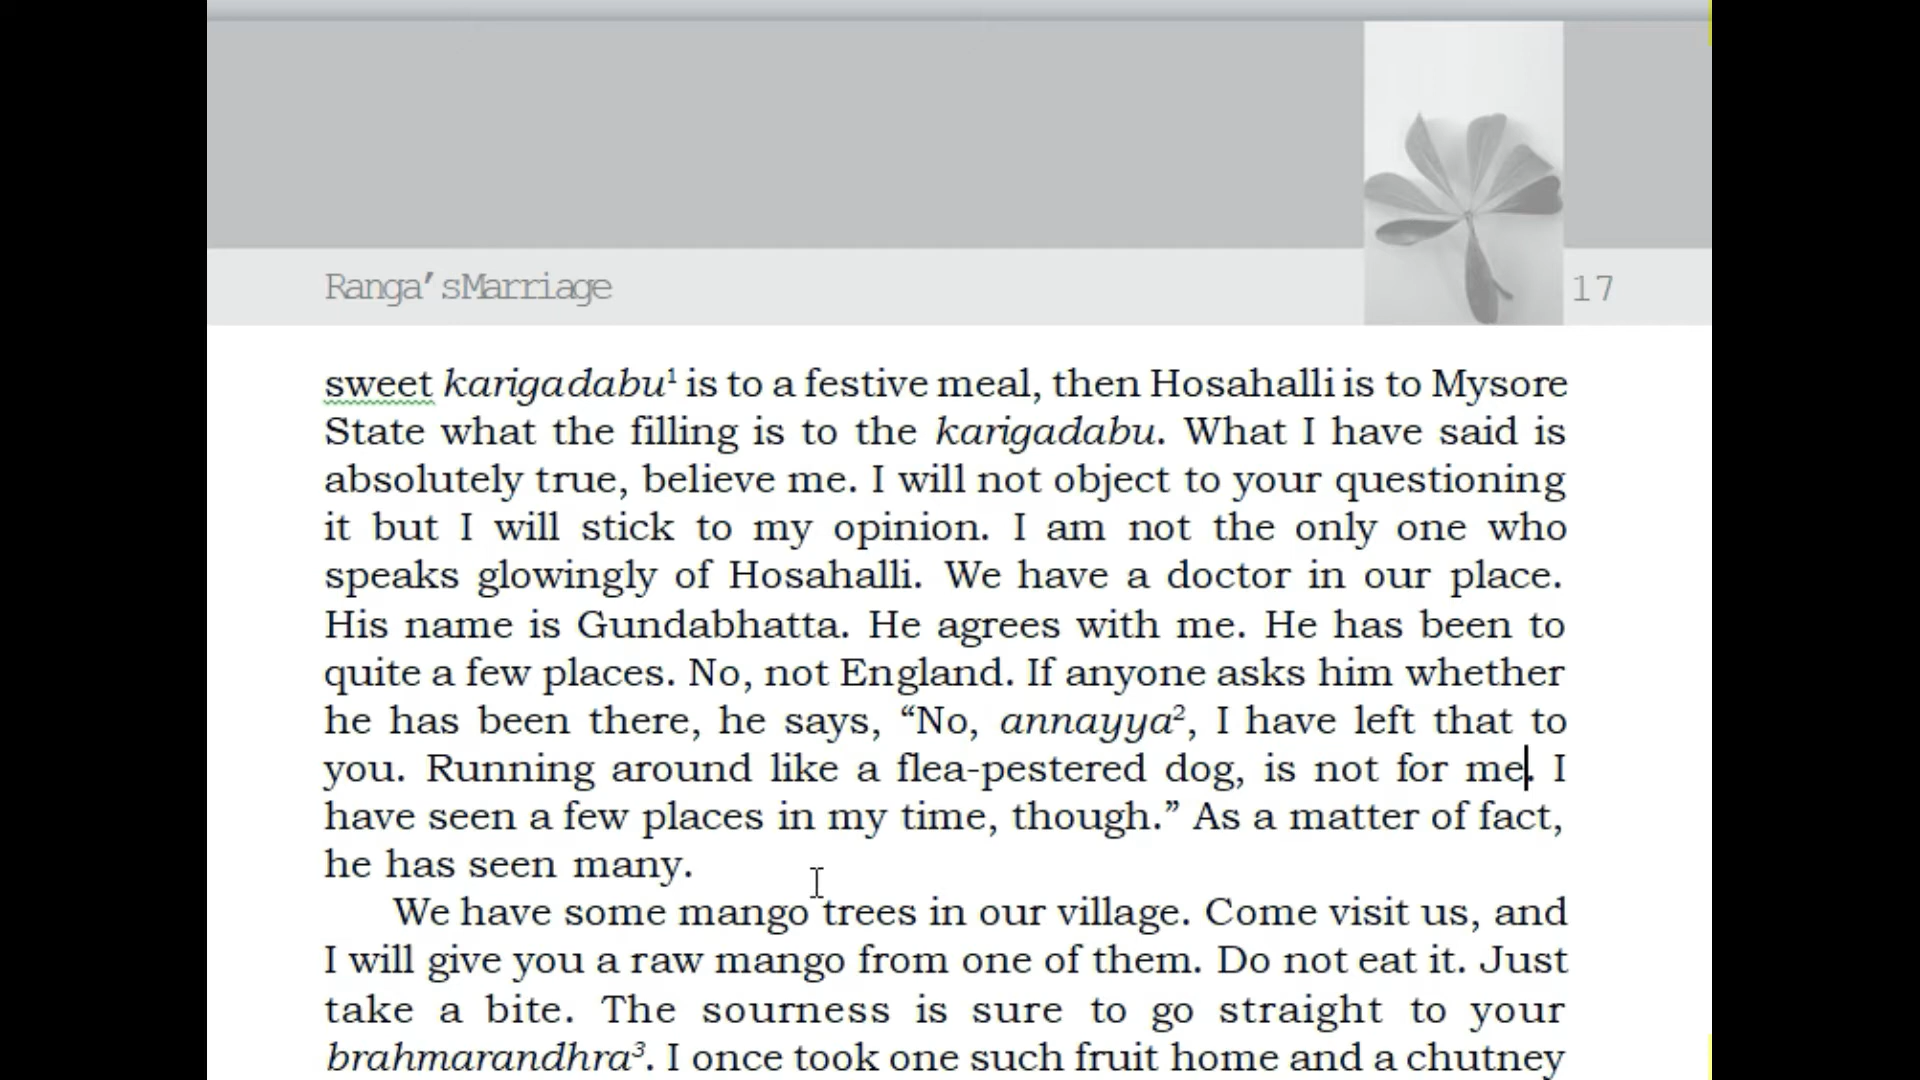 Ranga'sMarriage 17
sweet karigadabu¹ is to a festive meal, then Hosahalli is to Mysore
State what the filling is to the karigadabu. What I have said is
absolutely true, believe me. I will not object to your questioning
it but I will stick to my opinion. I am not the only one who
speaks glowingly of Hosahalli. We have a doctor in our place.
His name is Gundabhatta. He agrees with me. He has been to
quite a few places. No, not England. If anyone asks him whether
he has been there, he says, “No, annayya², I have left that to
you. Running around like a flea-pestered dog, is not for me. I
have seen a few places in my time, though.” As a matter of fact,
he has seen many.
We have some mango trees in our village. Come visit us, and
I will give you a raw mango from one of them. Do not eat it. Just
take a bite. The sourness is sure to go straight to your
brahmarandhra³. I once took one such fruit home and a chutney